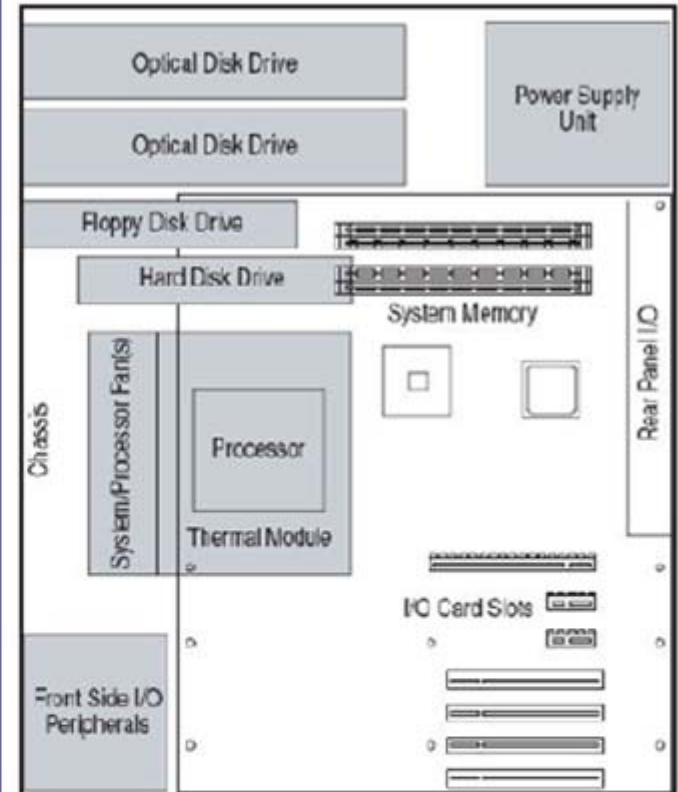 Optical Disk Drive
Power Supply
Unit
Optical Disk Drive
Floppy Disk Drive
Hard Disk Drive
System Memory
Rear Panel I/O
Chassis
System/Processor Fan(s)
Processor
Thermal Module
I/O Card Slots
Front Side I/O
Peripherals